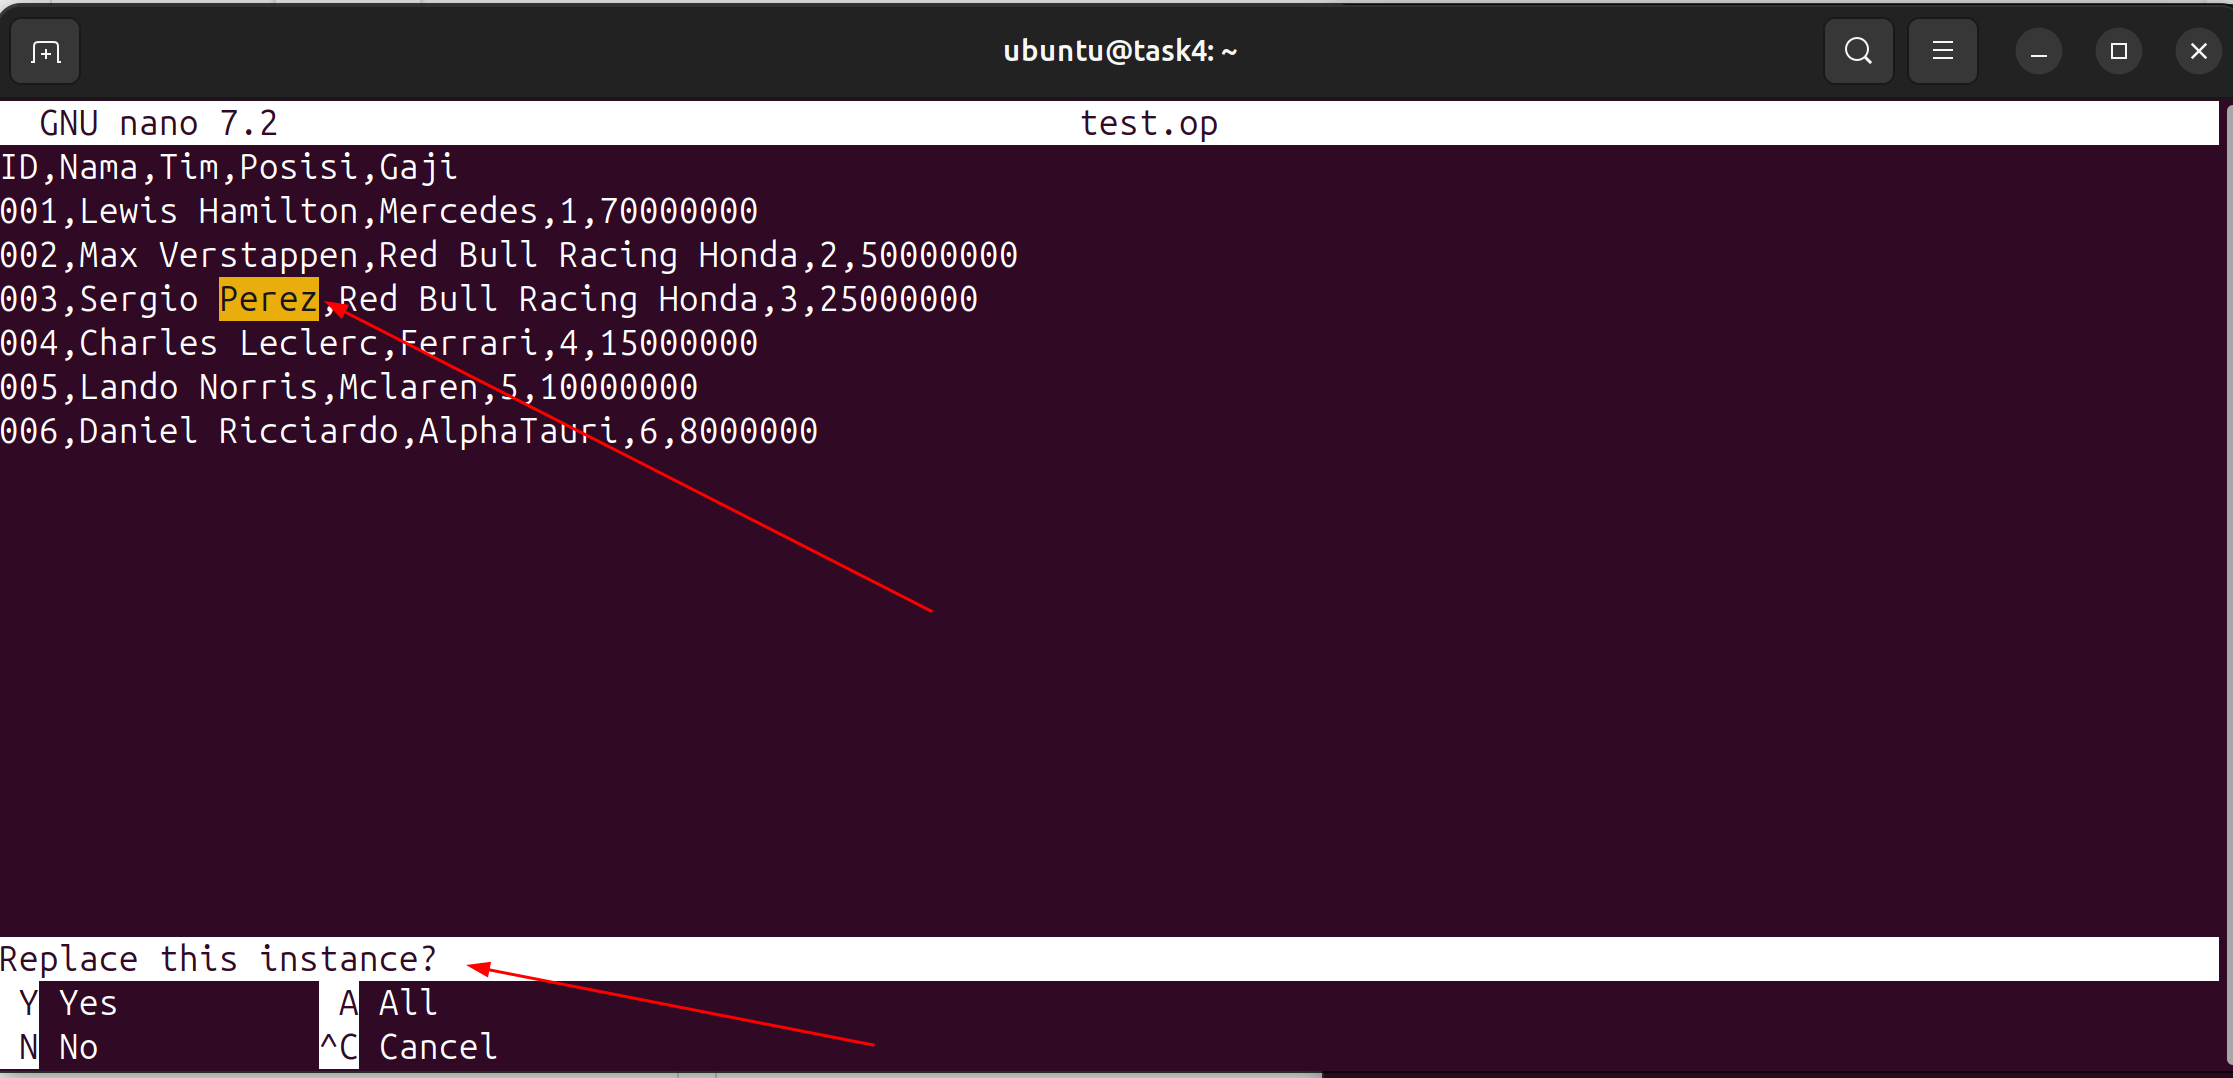 ubuntu@task4: ~
GNU nano 7.2 test.op
ID,Nama,Tim,Posisi,Gaji
001,Lewis Hamilton,Mercedes,1,70000000
002,Max Verstappen,Red Bull Racing Honda,2,50000000
003,Sergio Perez,Red Bull Racing Honda,3,25000000
004,Charles Leclerc,Ferrari,4,15000000
005,Lando Norris,Mclaren,5,10000000
006,Daniel Ricciardo,AlphaTauri,6,8000000
Replace this instance?
Y Yes A All
N No ^C Cancel